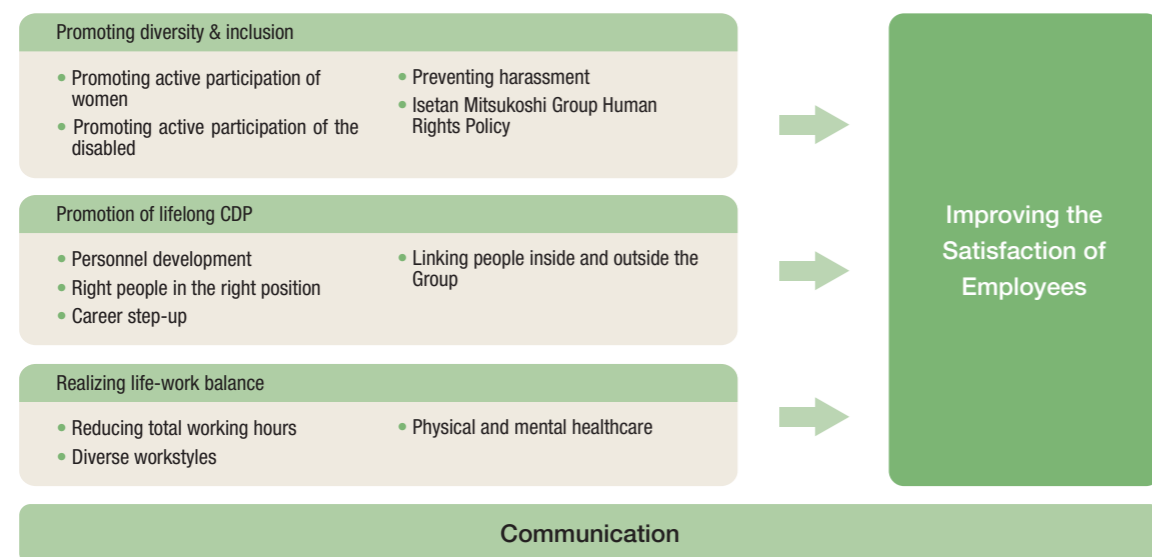 Promoting diversity & inclusion
• Promoting active participation of
women
• Promoting active participation of the
disabled
• Preventing harassment
• Isetan Mitsukoshi Group Human
Rights Policy
Promotion of lifelong CDP
• Personnel development
• Right people in the right position
• Career step-up
• Linking people inside and outside the
Group
Realizing life-work balance
• Reducing total working hours
• Diverse workstyles
• Physical and mental healthcare
Improving the
Satisfaction of
Employees
Communication